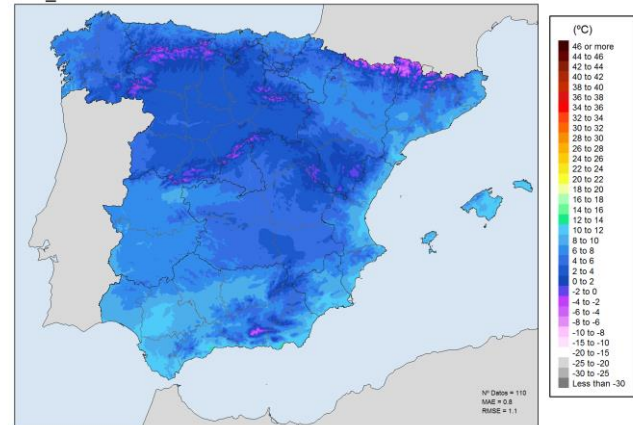 (ºC)
46 or more
44 to 46
42 to 44
40 to 42
38 to 40
36 to 38
34 to 36
32 to 34
30 to 32
28 to 30
26 to 28
24 to 26
22 to 24
20 to 22
18 to 20
16 to 18
14 to 16
12 to 14
10 to 12
8 to 10
6 to 8
4 to 6
2 to 4
0 to 2
-2 to 0
-4 to -2
-6 to -4
-8 to -6
-10 to -8
-15 to -10
-20 to -15
-25 to -20
-30 to -25
Less than -30
Nº Datos = 110
MAE = 0.8
RMSE = 1.1